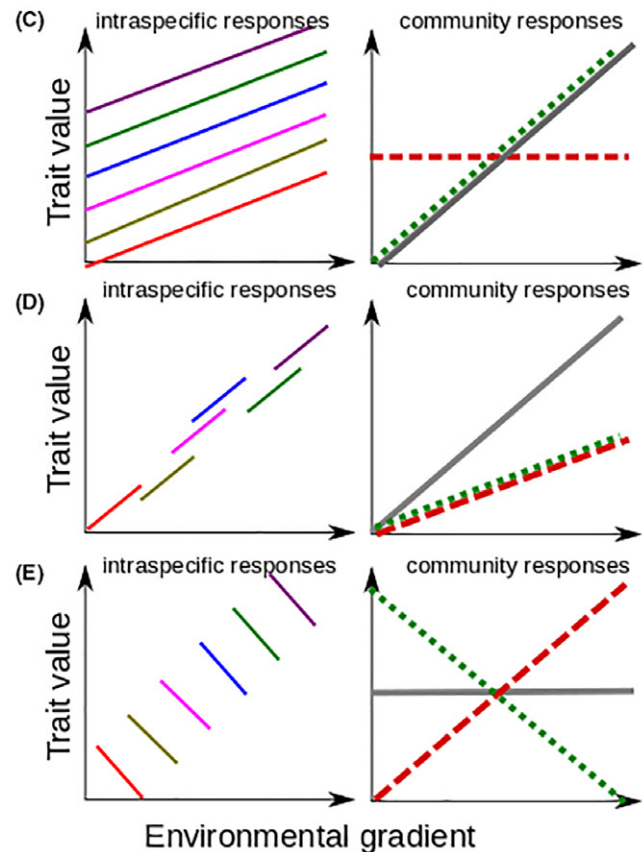 (C)
intraspecific responses
community responses
Trait value
(D)
intraspecific responses
community responses
Trait value
(E)
intraspecific responses
community responses
Trait value
Environmental gradient